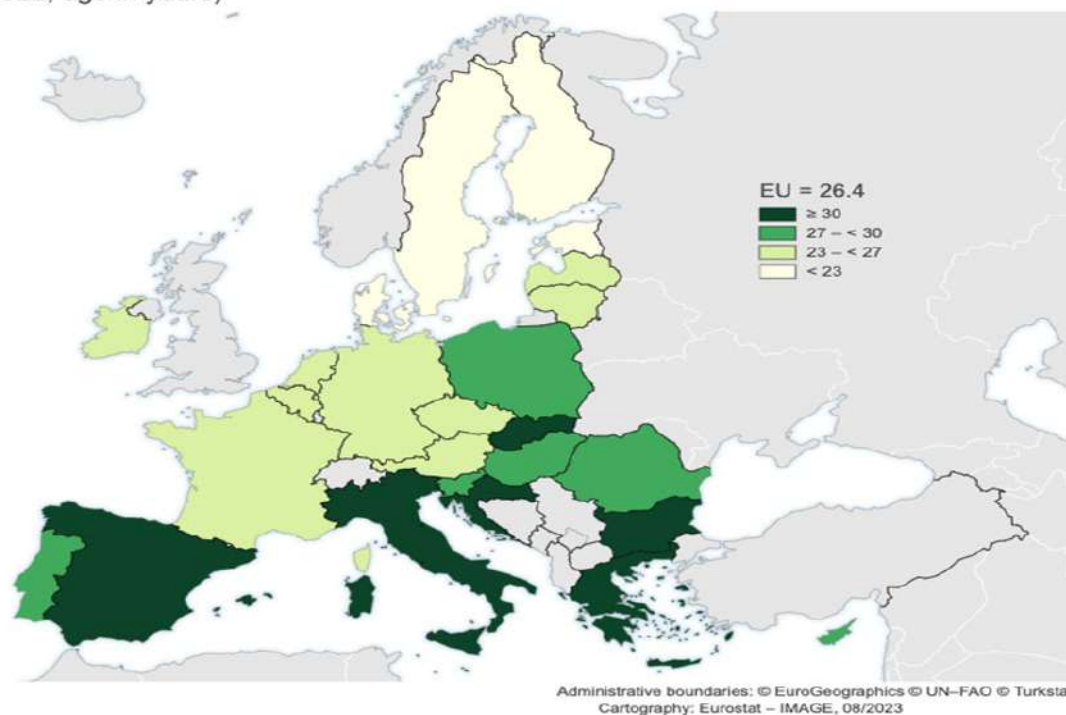 EU = 26.4
≥ 30
27 – < 30
23 – < 27
< 23
Administrative boundaries: © EuroGeographics © UN–FAO © Turksta
Cartography: Eurostat – IMAGE, 08/2023